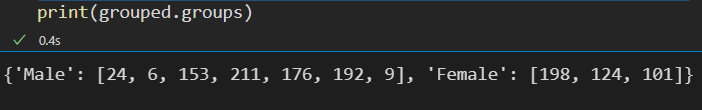 print(grouped.groups)
0.4s
{'Male': [24, 6, 153, 211, 176, 192, 9], 'Female': [198, 124, 101]}